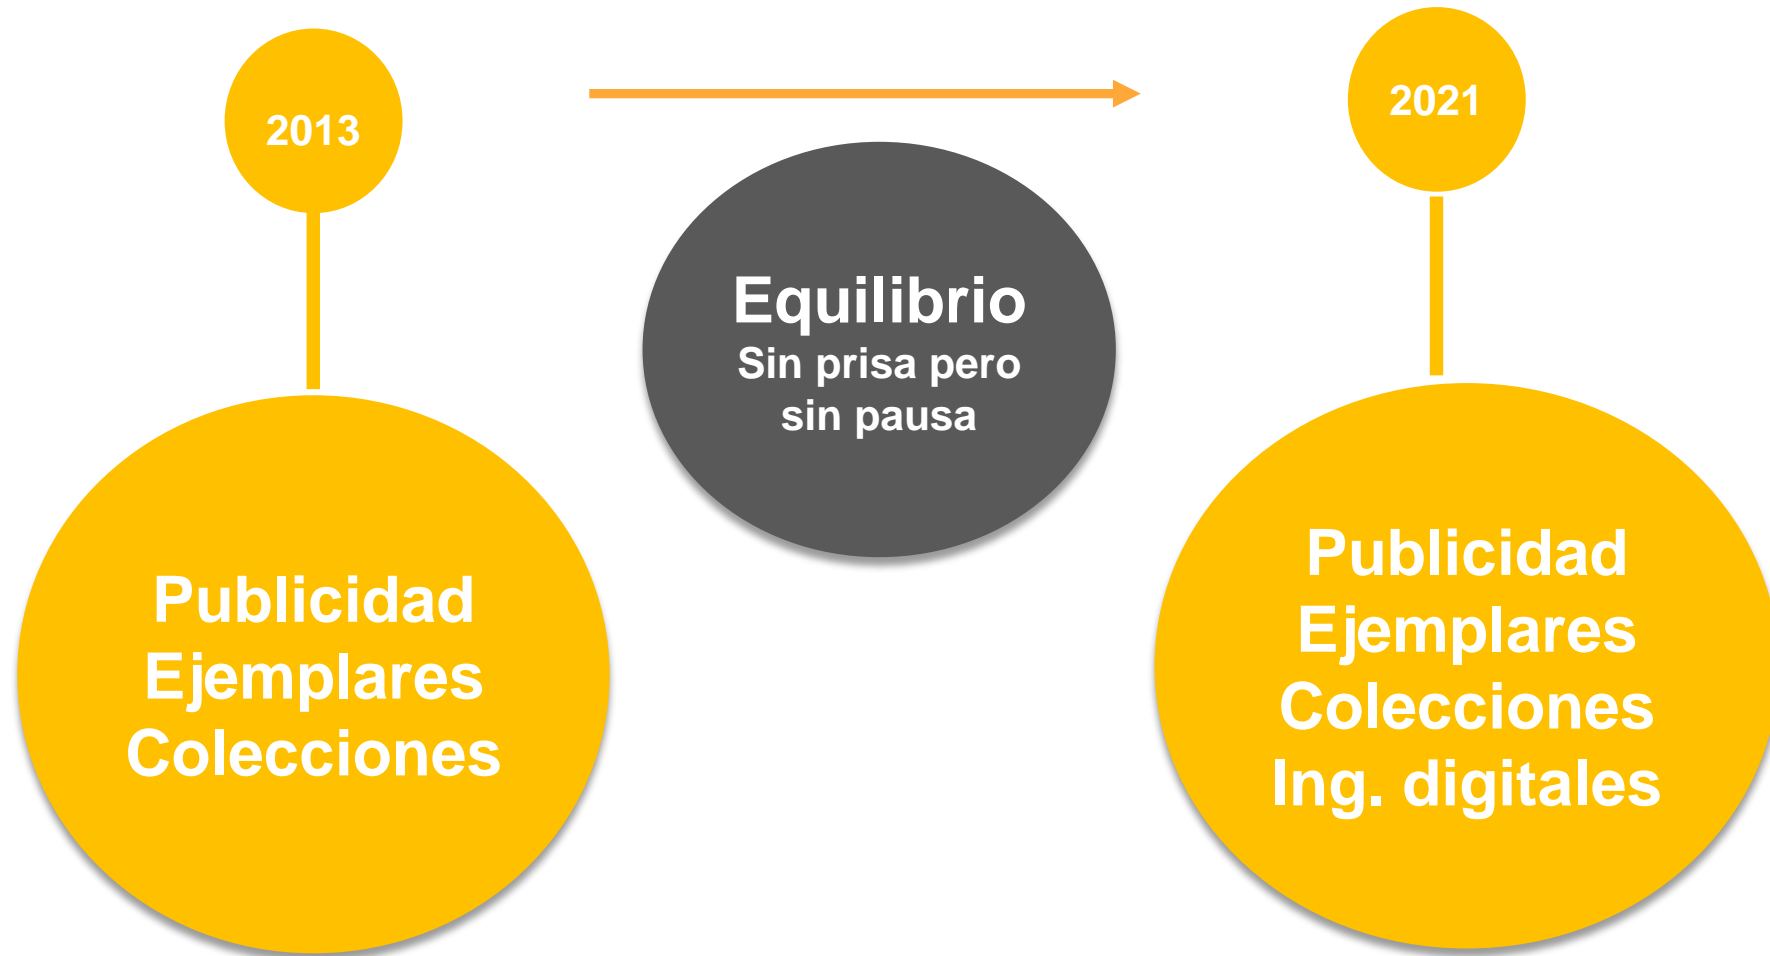 2013
2021
Equilibrio
Sin prisa pero
sin pausa
Publicidad
Ejemplares
Colecciones
Publicidad
Ejemplares
Colecciones
Ing. digitales